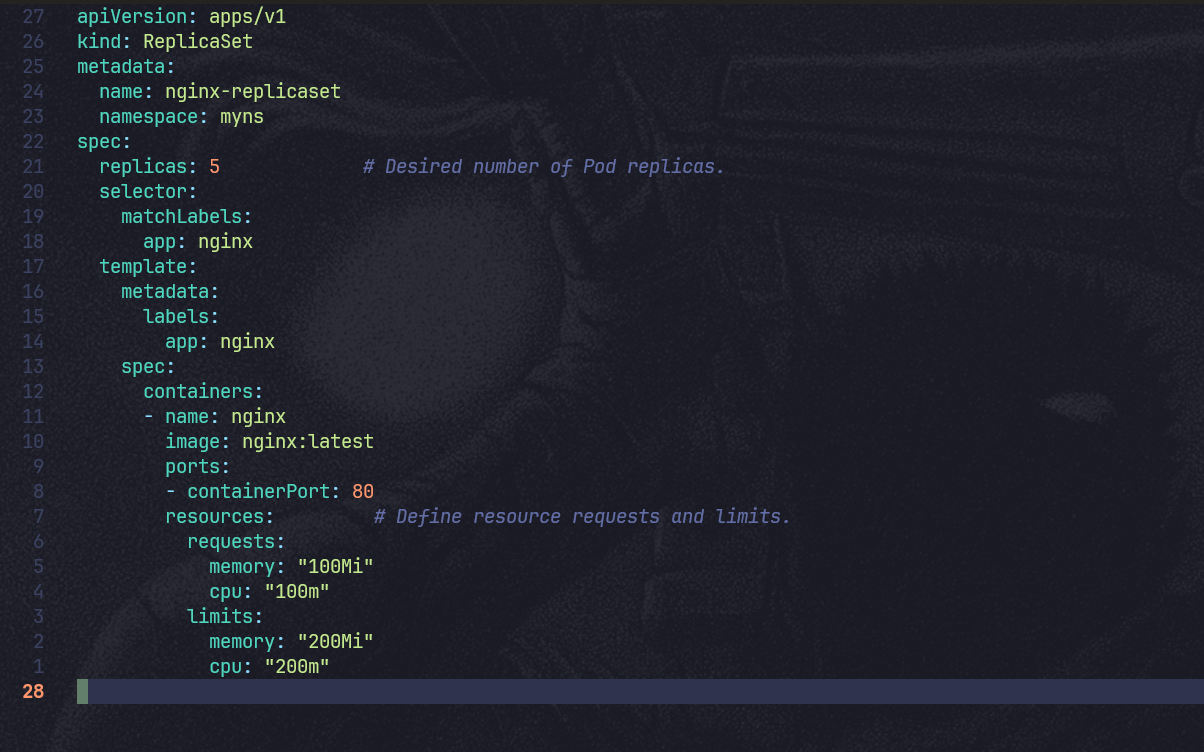 27 apiVersion: apps/v1
26 kind: ReplicaSet
25 metadata:
24   name: nginx-replicaset
23   namespace: myns
22 spec:
21   replicas: 5             # Desired number of Pod replicas.
20   selector:
19     matchLabels:
18       app: nginx
17   template:
16     metadata:
15       labels:
14         app: nginx
13     spec:
12       containers:
11       - name: nginx
10         image: nginx:latest
9         ports:
8         - containerPort: 80
7         resources:         # Define resource requests and limits.
6           requests:
5             memory: "100Mi"
4             cpu: "100m"
3           limits:
2             memory: "200Mi"
1             cpu: "200m"
28